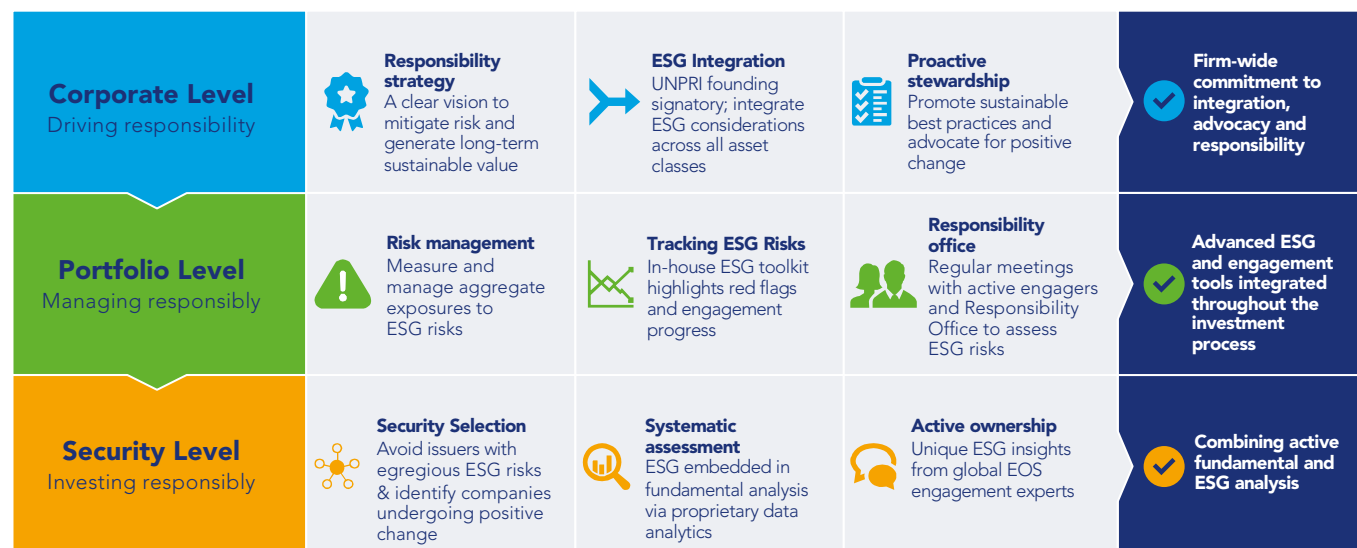 Corporate Level
Driving responsibility
Responsibility
strategy
A clear vision to
mitigate risk and
generate long-term
sustainable value
ESG Integration
UNPRI founding
signatory; integrate
ESG considerations
across all asset
classes
Proactive
stewardship
Promote sustainable
best practices and
advocate for positive
change
Firm-wide
commitment to
integration,
advocacy and
responsibility
Portfolio Level
Managing responsibly
Risk management
Measure and
manage aggregate
exposures to
ESG risks
Tracking ESG Risks
In-house ESG toolkit
highlights red flags
and engagement
progress
Responsibility
office
Regular meetings
with active engagers
and Responsibility
Office to assess
ESG risks
Advanced ESG
and engagement
tools integrated
throughout the
investment
process
Security Level
Investing responsibly
Security Selection
Avoid issuers with
egregious ESG risks
& identify companies
undergoing positive
change
Systematic
assessment
ESG embedded in
fundamental analysis
via proprietary data
analytics
Active ownership
Unique ESG insights
from global EOS
engagement experts
Combining active
fundamental and
ESG analysis